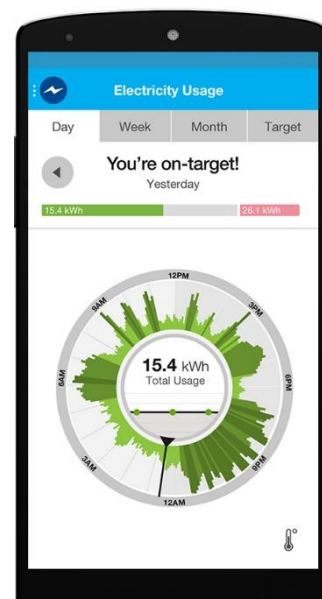 Electricity Usage
Day Week Month Target
You're on-target!
Yesterday
15.4 kWh 26.1 kWh
12PM
9AM 3PM
15.4 kWh
Total Usage
6AM 6PM
3AM 9PM
12AM